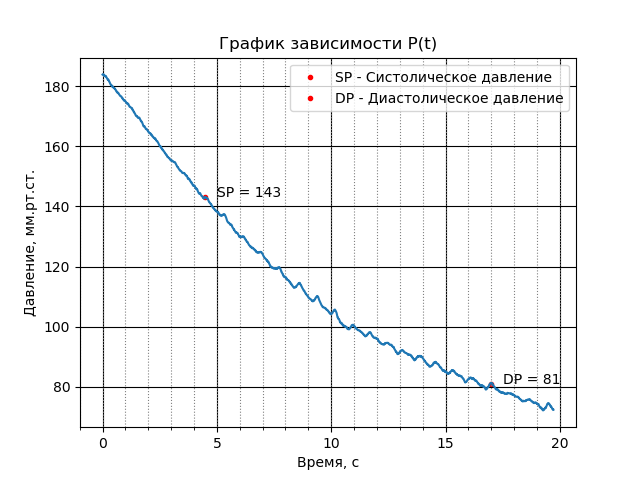 График зависимости P(t)
SP - Систолическое давление
DP - Диастолическое давление
Давление, мм.рт.ст.
180
160
140
120
100
80
SP = 143
DP = 81
0 5 10 15 20
Время, с